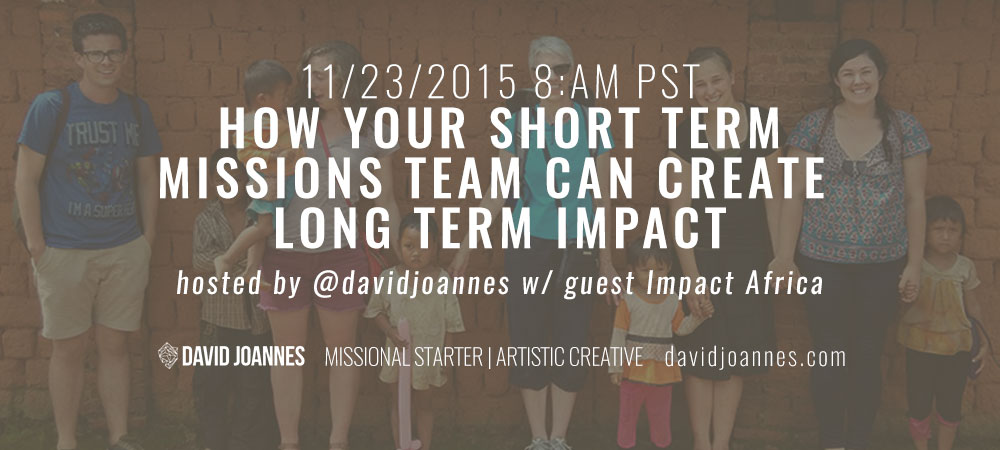 11/23/2015 8:AM PST
HOW YOUR SHORT TERM
MISSIONS TEAM CAN CREATE
LONG TERM IMPACT
hosted by @davidjoannes w/ guest Impact Africa
DAVID JOANNES MISSIONAL STARTER | ARTISTIC CREATIVE davidjoannes.com
TRUST ME
I'M A SUPERHERO